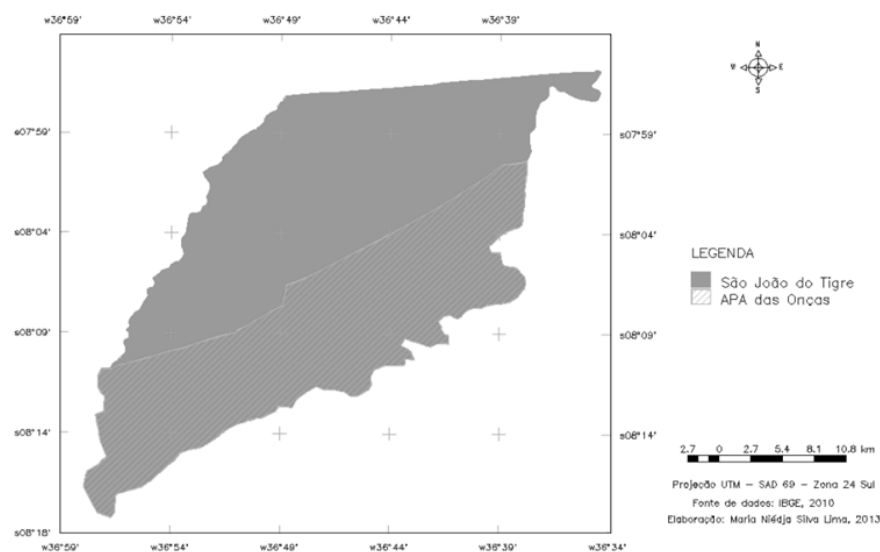 w36°59' w36°54' w36°49' w36°44' w36°39'
N
W E
S
s07°59' s07°59'
s08°04' s08°04'
LEGENDA
São João do Tigre
APA das Onças
s08°09' s08°09'
s08°14' s08°14'
2.7 0 2.7 5.4 8.1 10.8 km
Projeção UTM - SAD 69 - Zona 24 Sul
Fonte de dados: IBGE, 2010
Elaboração: Maria Niédja Silva Lima, 2013
s08°18'
w36°59' w36°54' w36°49' w36°44' w36°39' w36°34'